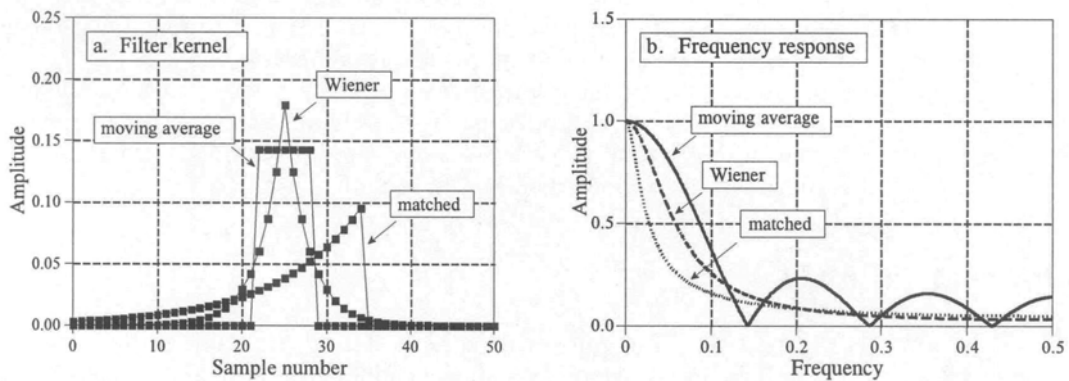 a. Filter kernel
Wiener
moving average
matched
0.25
0.20
0.15
0.10
0.05
0.00
Amplitude
0
10
20
30
40
50
Sample number
b. Frequency response
moving average
Wiener
matched
1.5
1.0
0.5
0.0
Amplitude
0
0.1
0.2
0.3
0.4
0.5
Frequency